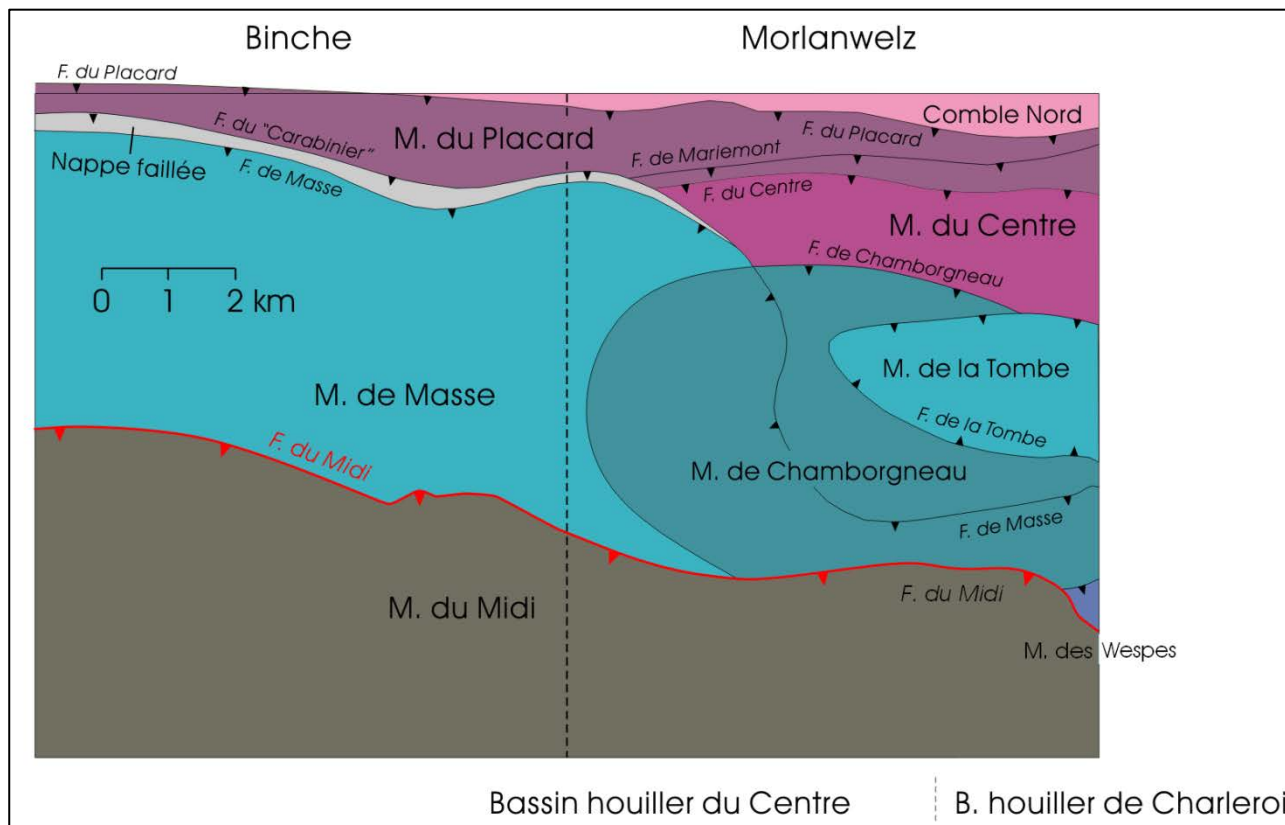 Binche
Morlanwelz
F. du Placard
Comble Nord
F. du "Carabinier"
M. du Placard
F. du Placard
F. de Mariemont
Nappe faillée
F. de Masse
F. du Centre
M. du Centre
F. de Chamborgneau
0 1 2 km
M. de la Tombe
M. de Masse
F. de la Tombe
F. du Midi
M. de Chamborgneau
F. de Masse
M. du Midi
F. du Midi
M. des Wespes
Bassin houiller du Centre
B. houiller de Charleroi